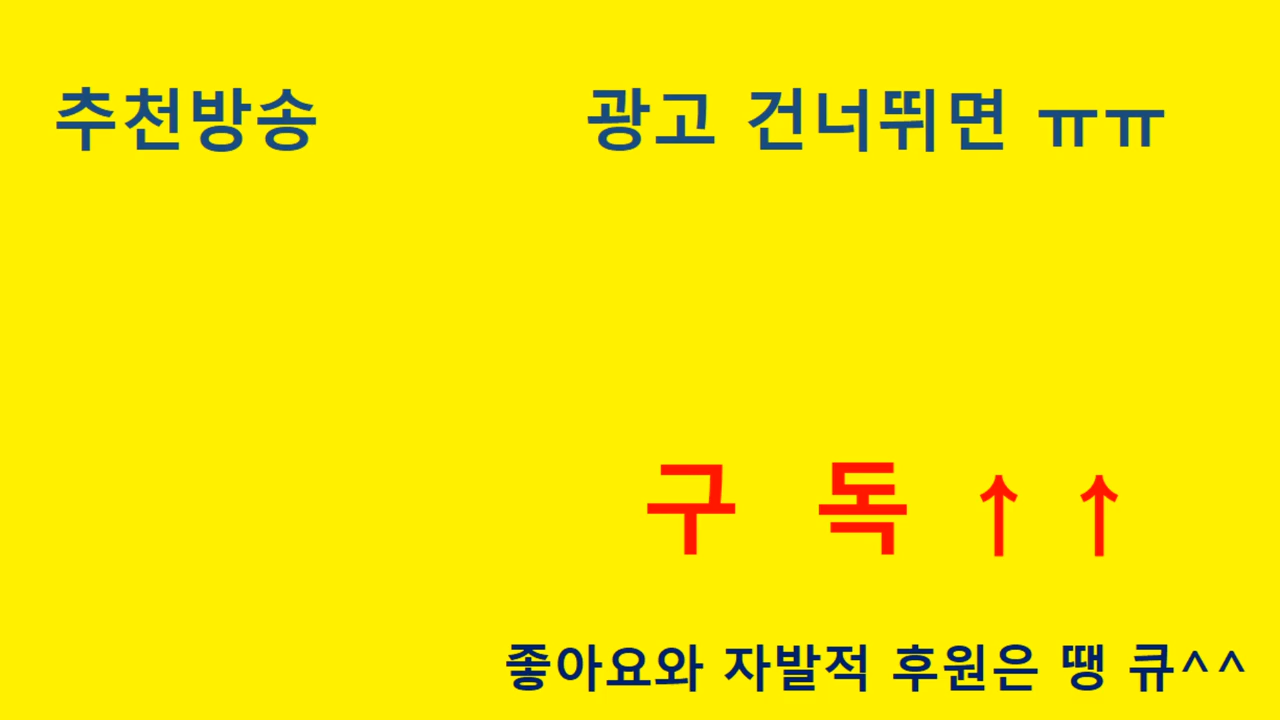 추천방송
광고 건너뛰면 ㅠㅠ
구 독 ↑ ↑
좋아요와 자발적 후원은 땡 큐^^